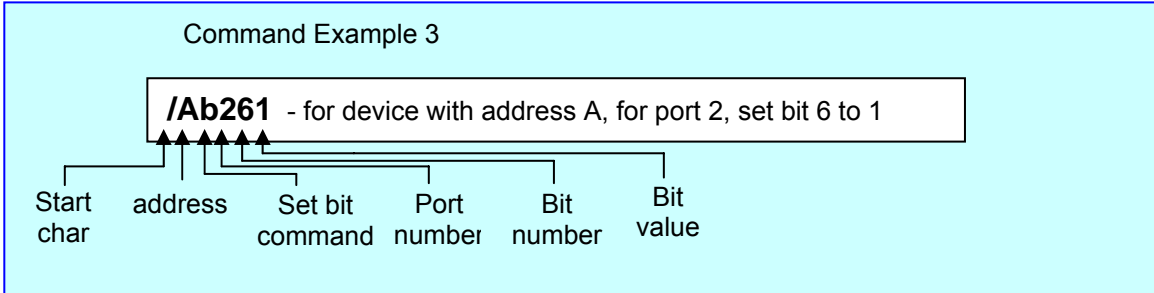 Command Example 3
/Ab261 - for device with address A, for port 2, set bit 6 to 1
Start char
address
Set bit command
Port number
Bit number
Bit value